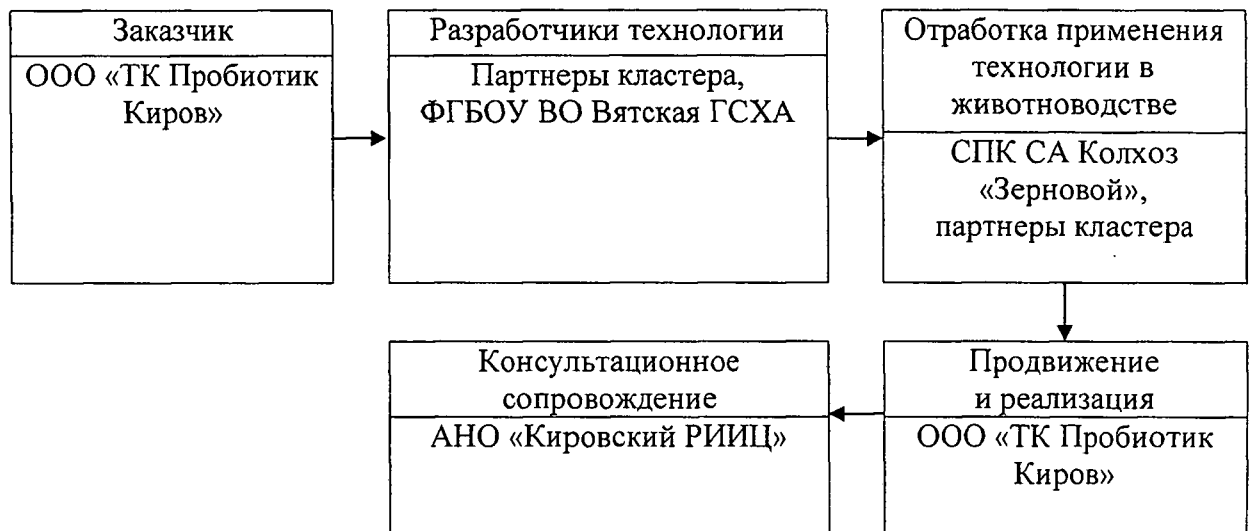 Заказчик
ООО «ТК Пробиотик
Киров»
Разработчики технологии
Партнеры кластера,
ФГБОУ ВО Вятская ГСХА
Отработка применения
технологии в
животноводстве
СПК СА Колхоз
«Зерновой»,
партнеры кластера
Консультационное
сопровождение
АНО «Кировский РИИЦ»
Продвижение
и реализация
ООО «ТК Пробиотик
Киров»